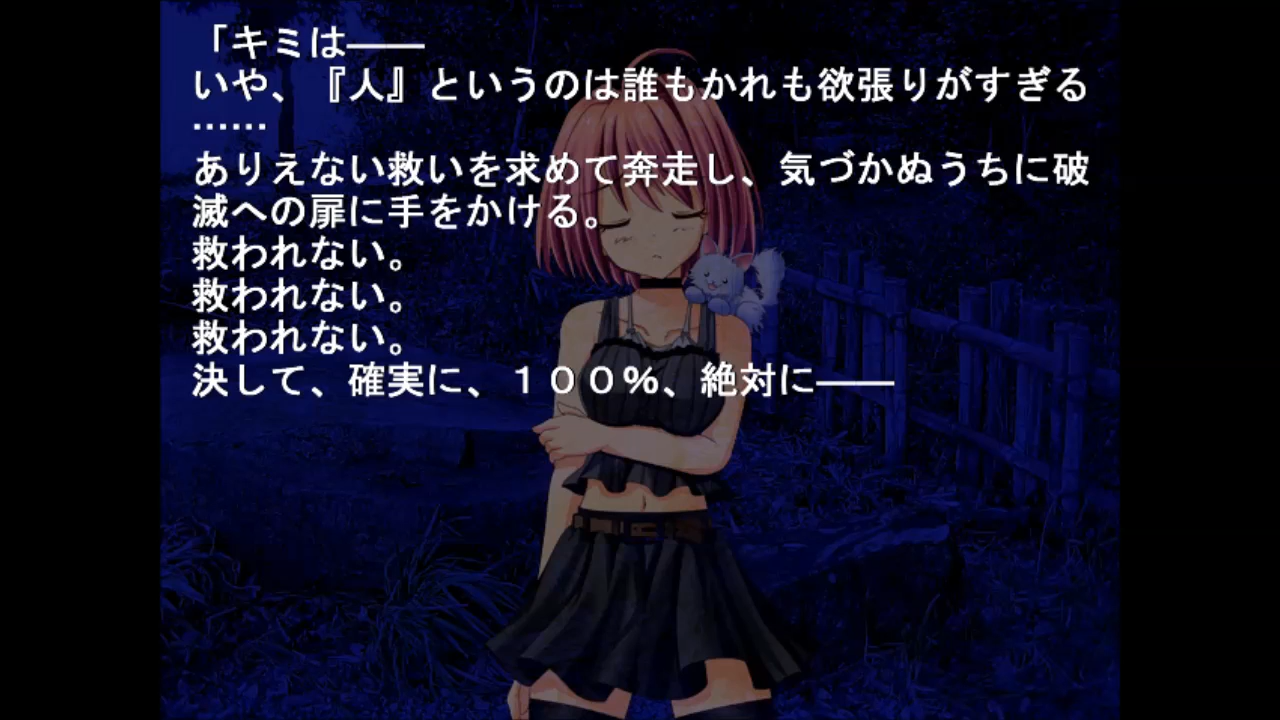 「キミは――
いや、『人』というのは誰もかれも欲張りがすぎる
……
ありえない救いを求めて奔走し、気づかぬうちに破
滅への扉に手をかける。
救われない。
救われない。
救われない。
決して、確実に、１００％、絶対に――